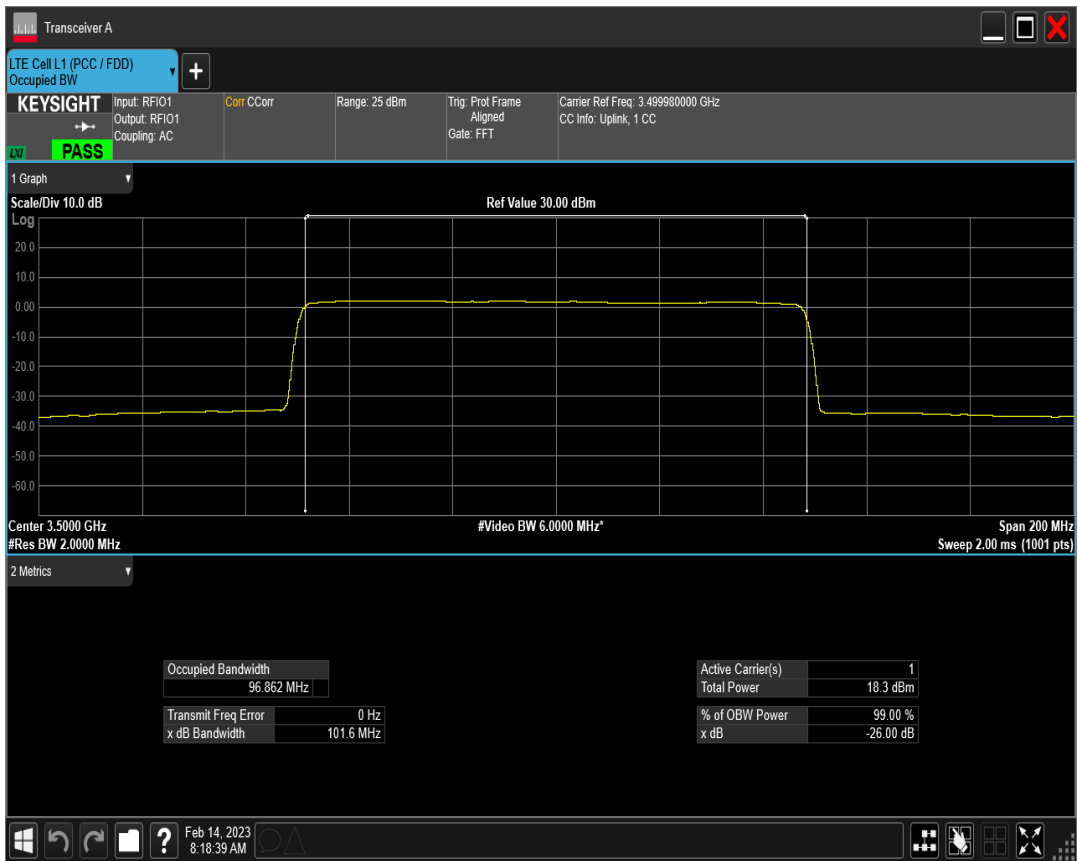 Transceiver A
LTE Cell L1 (PCC / FDD)
Occupied BW
+
KEYSIGHT
LXI
PASS
Input: RFIO1
Output: RFIO1
Coupling: AC
Corr CCorr
Range: 25 dBm
Trig: Prot Frame
Aligned
Gate: FFT
Carrier Ref Freq: 3.499980000 GHz
CC Info: Uplink, 1 CC
1 Graph
Scale/Div 10.0 dB
Ref Value 30.00 dBm
Log
20.0
10.0
0.00
-10.0
-20.0
-30.0
-40.0
-50.0
-60.0
Center 3.5000 GHz
#Video BW 6.0000 MHz*
Span 200 MHz
#Res BW 2.0000 MHz
Sweep 2.00 ms (1001 pts)
2 Metrics
Occupied Bandwidth
96.862 MHz
Transmit Freq Error 0 Hz
x dB Bandwidth 101.6 MHz
Active Carrier(s) 1
Total Power 18.3 dBm
% of OBW Power 99.00 %
x dB -26.00 dB
?
Feb 14, 2023
8:18:39 AM